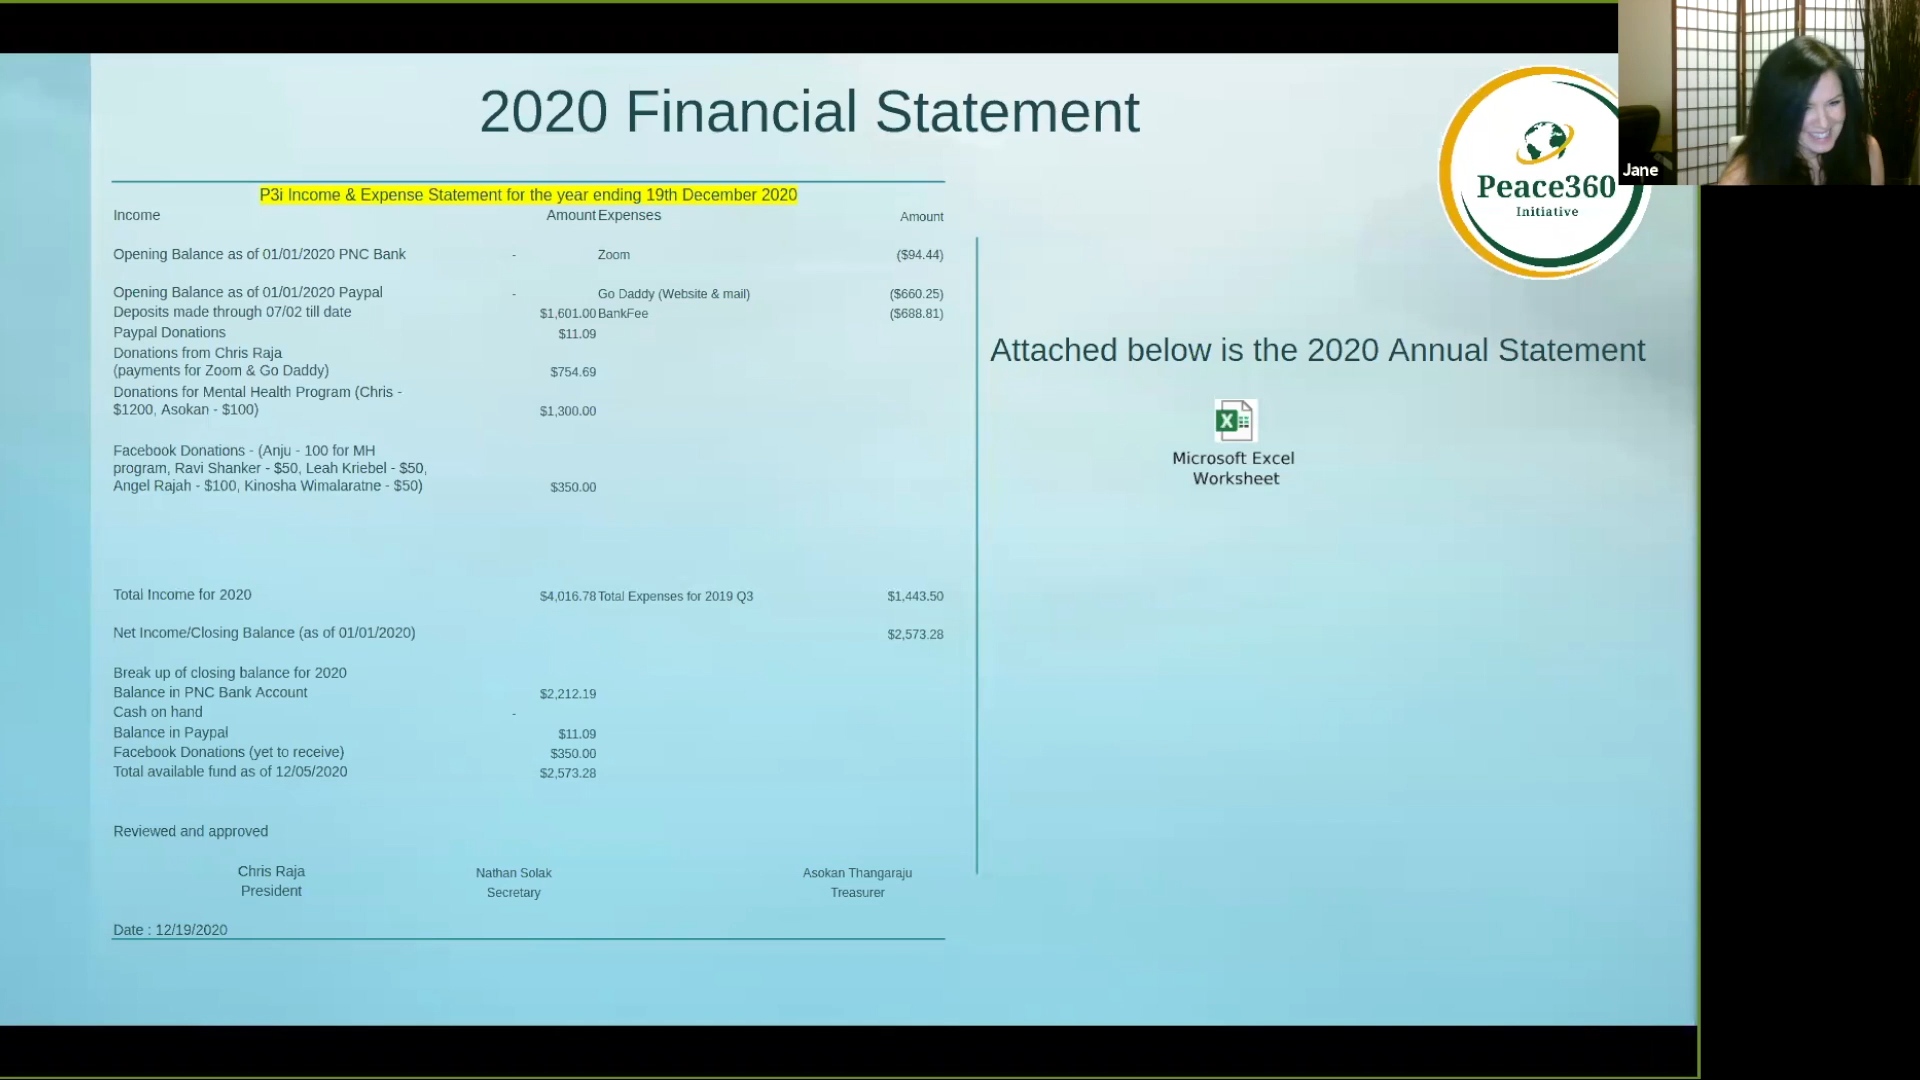 2020 Financial Statement
Peace360
Initiative
Jane
P3i Income & Expense Statement for the year ending 19th December 2020
Income Amount Expenses Amount
Opening Balance as of 01/01/2020 PNC Bank - Zoom ($94.44)
Opening Balance as of 01/01/2020 Paypal - Go Daddy (Website & mail) ($660.25)
Deposits made through 07/02 till date $1,601.00 BankFee ($688.81)
Paypal Donations $11.09
Donations from Chris Raja
(payments for Zoom & Go Daddy) $754.69
Donations for Mental Health Program (Chris -
$1200, Asokan - $100) $1,300.00
Facebook Donations - (Anju - 100 for MH
program, Ravi Shanker - $50, Leah Kriebel - $50,
Angel Rajah - $100, Kinosha Wimalaratne - $50) $350.00
Total Income for 2020 $4,016.78 Total Expenses for 2019 Q3 $1,443.50
Net Income/Closing Balance (as of 01/01/2020) $2,573.28
Break up of closing balance for 2020
Balance in PNC Bank Account $2,212.19
Cash on hand -
Balance in Paypal $11.09
Facebook Donations (yet to receive) $350.00
Total available fund as of 12/05/2020 $2,573.28
Reviewed and approved
Chris Raja Nathan Solak Asokan Thangaraju
President Secretary Treasurer
Date : 12/19/2020
Attached below is the 2020 Annual Statement
Microsoft Excel
Worksheet